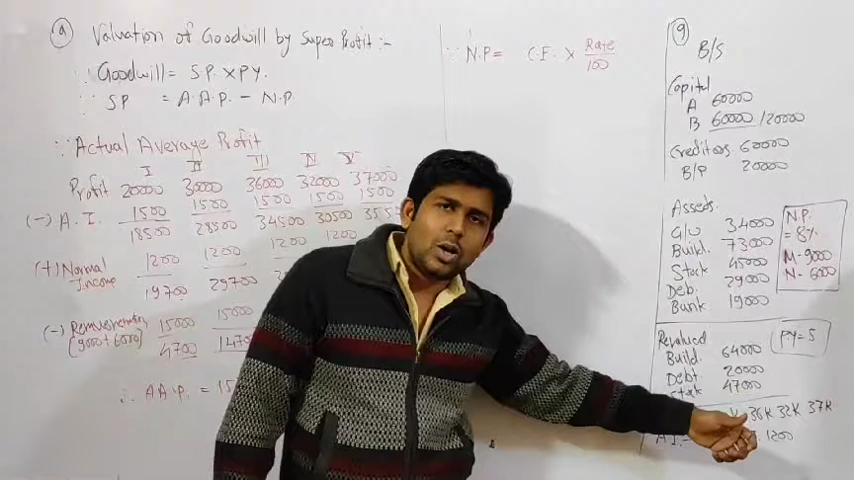 (a) Valuation of Goodwill by Super Profit :-
∴ Goodwill = S.P. X P.Y.
∴ SP = A.A.P. - N.P
∴ Actual Average Profit
I II III IV V
Profit 20000 30000 36000 32000 37000
(-) A.I. 1500 1500 1500 1500 1500
18500 28500 34500 30500
(+) Normal Income 1200 1200 1200 1200
19700 29700
(-) Remuneration 15000 15000
[9000 + 6000] 4700
∴ A.A.P. =
∵ N.P = C.E. X Rate/100
(9) B/S
Capital
A 60000
B 60000 /120000
Creditors 60000
B/P 20000
Assets
G/w 34000
Build. 73000
Stock 45000
Deb. 29000
Bank 19000
N.P.
= 8%
M - 9000
N - 6000
Revalued
Build. 64000
Debt. 20000
Stock 47000
PY = 5
36K 32K 37K
1200